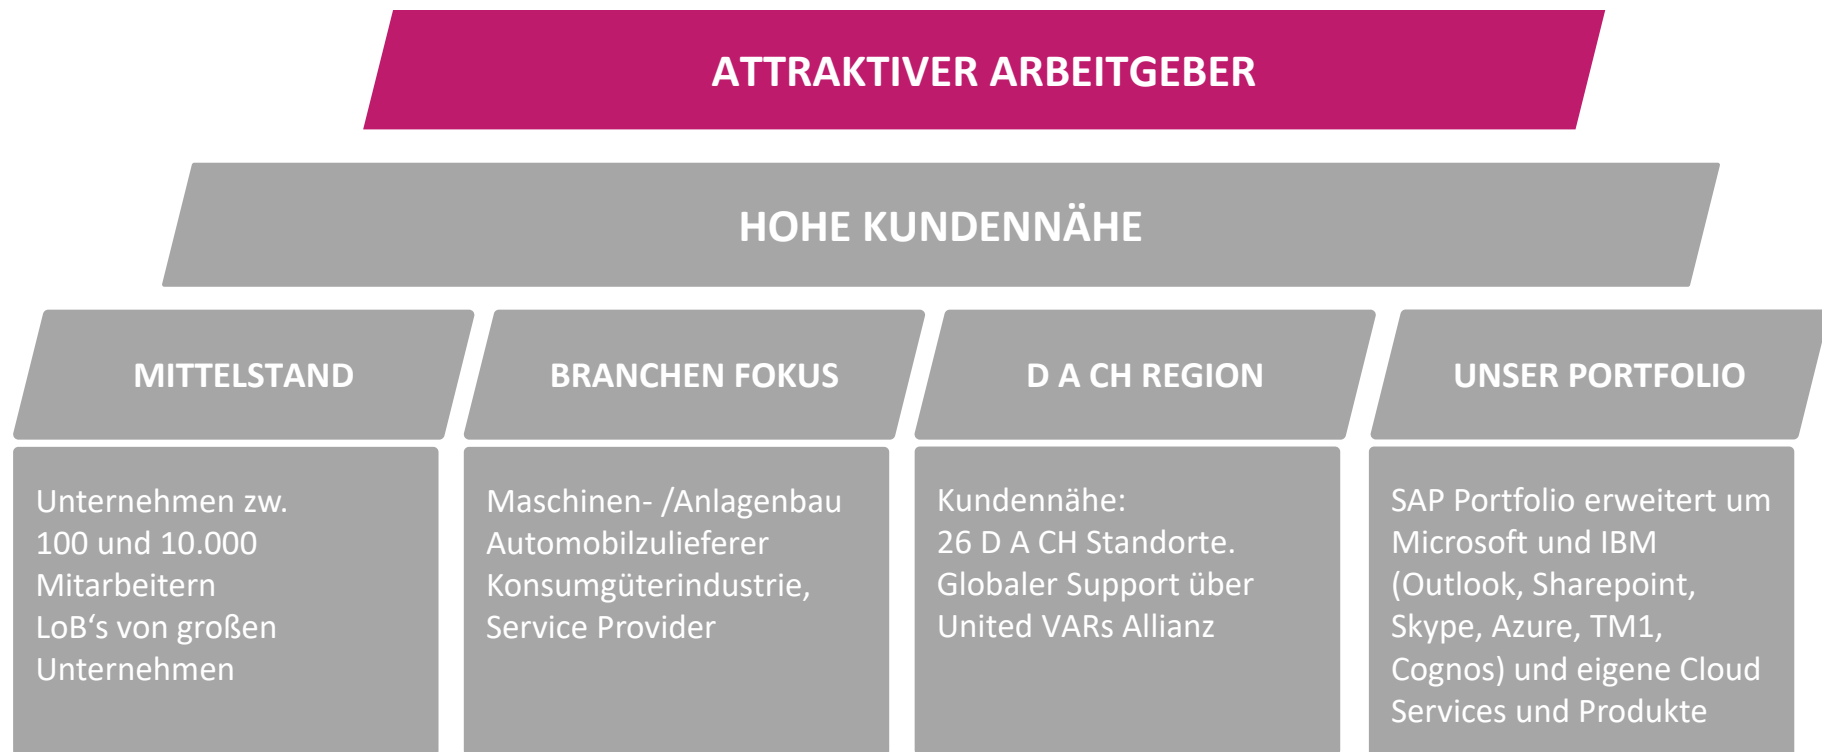 ATTRAKTIVER ARBEITGEBER
HOHE KUNDENNÄHE
MITTELSTAND
Unternehmen zw.
100 und 10.000
Mitarbeitern
LoB‘s von großen
Unternehmen
BRANCHEN FOKUS
Maschinen- /Anlagenbau
Automobilzulieferer
Konsumgüterindustrie,
Service Provider
D A CH REGION
Kundennähe:
26 D A CH Standorte.
Globaler Support über
United VARs Allianz
UNSER PORTFOLIO
SAP Portfolio erweitert um
Microsoft und IBM
(Outlook, Sharepoint,
Skype, Azure, TM1,
Cognos) und eigene Cloud
Services und Produkte